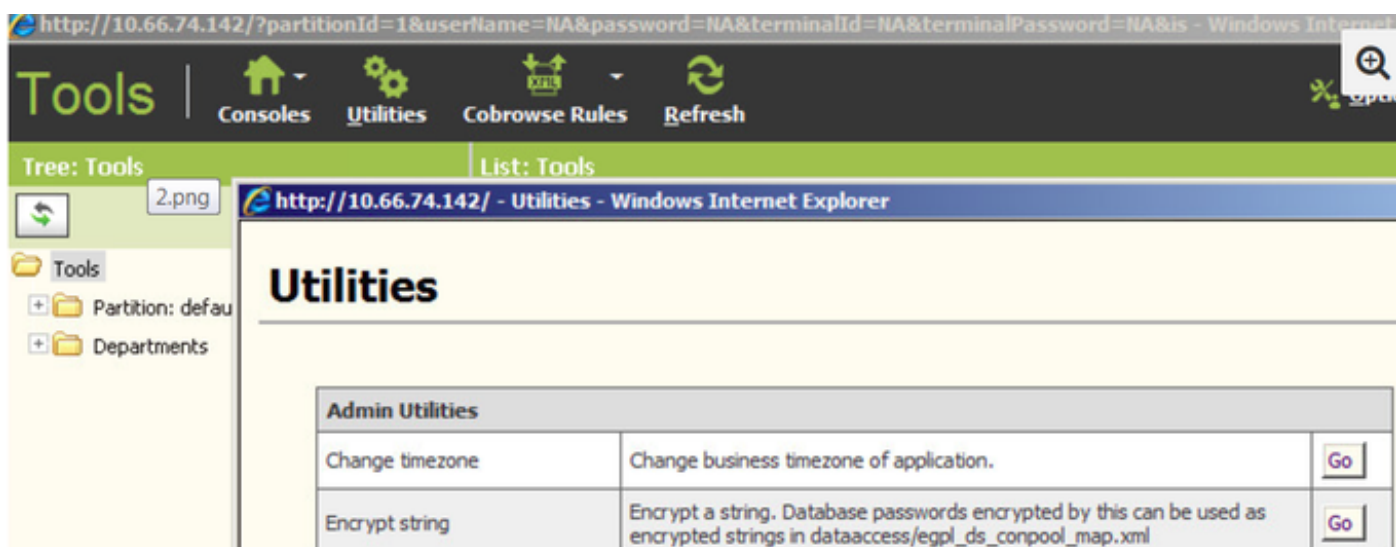 http://10.66.74.142/?partitionId=1&userName=NA&password=NA&terminalId=NA&terminalPassword=NA&is - Windows Internet
Tools
Consoles
Utilities
Cobrowse Rules
Refresh
Tree: Tools
List: Tools
2.png
http://10.66.74.142/ - Utilities - Windows Internet Explorer
Tools
Partition: defau
Departments
Utilities
Admin Utilities
Change timezone
Change business timezone of application.
Go
Encrypt string
Encrypt a string. Database passwords encrypted by this can be used as
encrypted strings in dataaccess/egpl_ds_conpool_map.xml
Go